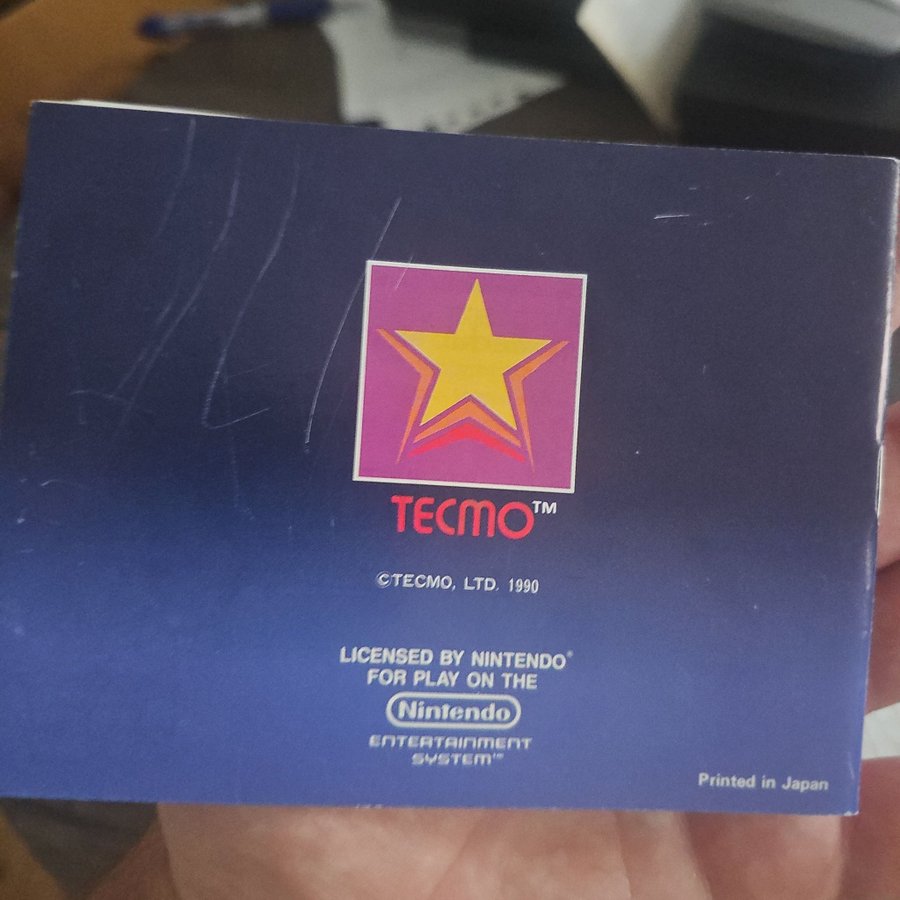 TECMO™
©TECMO, LTD. 1990
LICENSED BY NINTENDO®
FOR PLAY ON THE
Nintendo
ENTERTAINMENT
SYSTEM™
Printed in Japan